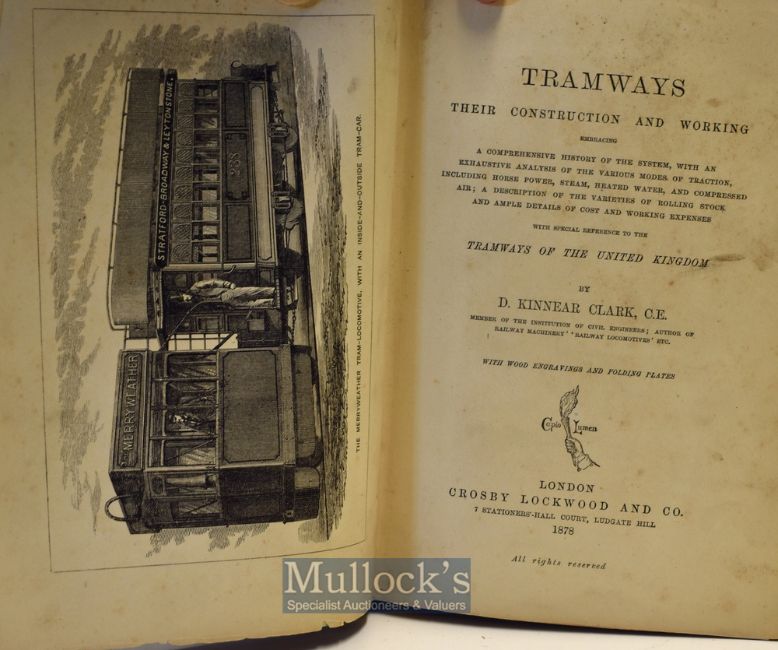 STRATFORD-BROADWAY & LEYTONSTONE.
238
MERRYWEATHER
THE MERRYWEATHER TRAM-LOCOMOTIVE, WITH AN INSIDE-AND-OUTSIDE TRAM-CAR.
TRAMWAYS
THEIR CONSTRUCTION AND WORKING
EMBRACING
A COMPREHENSIVE HISTORY OF THE SYSTEM, WITH AN
EXHAUSTIVE ANALYSIS OF THE VARIOUS MODES OF TRACTION,
INCLUDING HORSE POWER, STEAM, HEATED WATER, AND COMPRESSED
AIR; A DESCRIPTION OF THE VARIETIES OF ROLLING STOCK
AND AMPLE DETAILS OF COST AND WORKING EXPENSES
WITH SPECIAL REFERENCE TO THE
TRAMWAYS OF THE UNITED KINGDOM
BY
D. KINNEAR CLARK, C.E.
MEMBER OF THE INSTITUTION OF CIVIL ENGINEERS; AUTHOR OF
'RAILWAY MACHINERY' 'RAILWAY LOCOMOTIVES' ETC.
WITH WOOD ENGRAVINGS AND FOLDING PLATES
Capio Lumen
LONDON
CROSBY LOCKWOOD AND CO.
7 STATIONERS'-HALL COURT, LUDGATE HILL
1878
All rights reserved
Mullock's
Specialist Auctioneers & Valuers